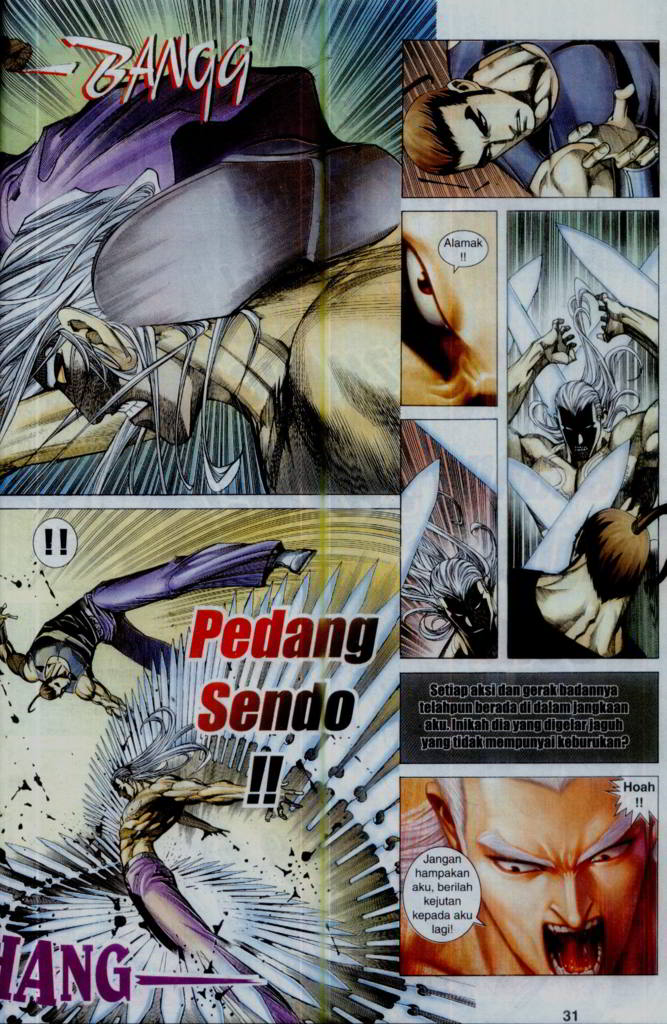 BANGG
Alamak
!!
!!
Pedang
Sendo
!!
Setiap aksi dan gerak badannya
telahpun berada di dalam jangkaan
aku. Inikah dia yang digelar jaguh
yang tidak mempunyai keburukan?
Hoah
!!
Jangan
hampakan
aku, berilah
kejutan
kepada aku
lagi!
HANG
31